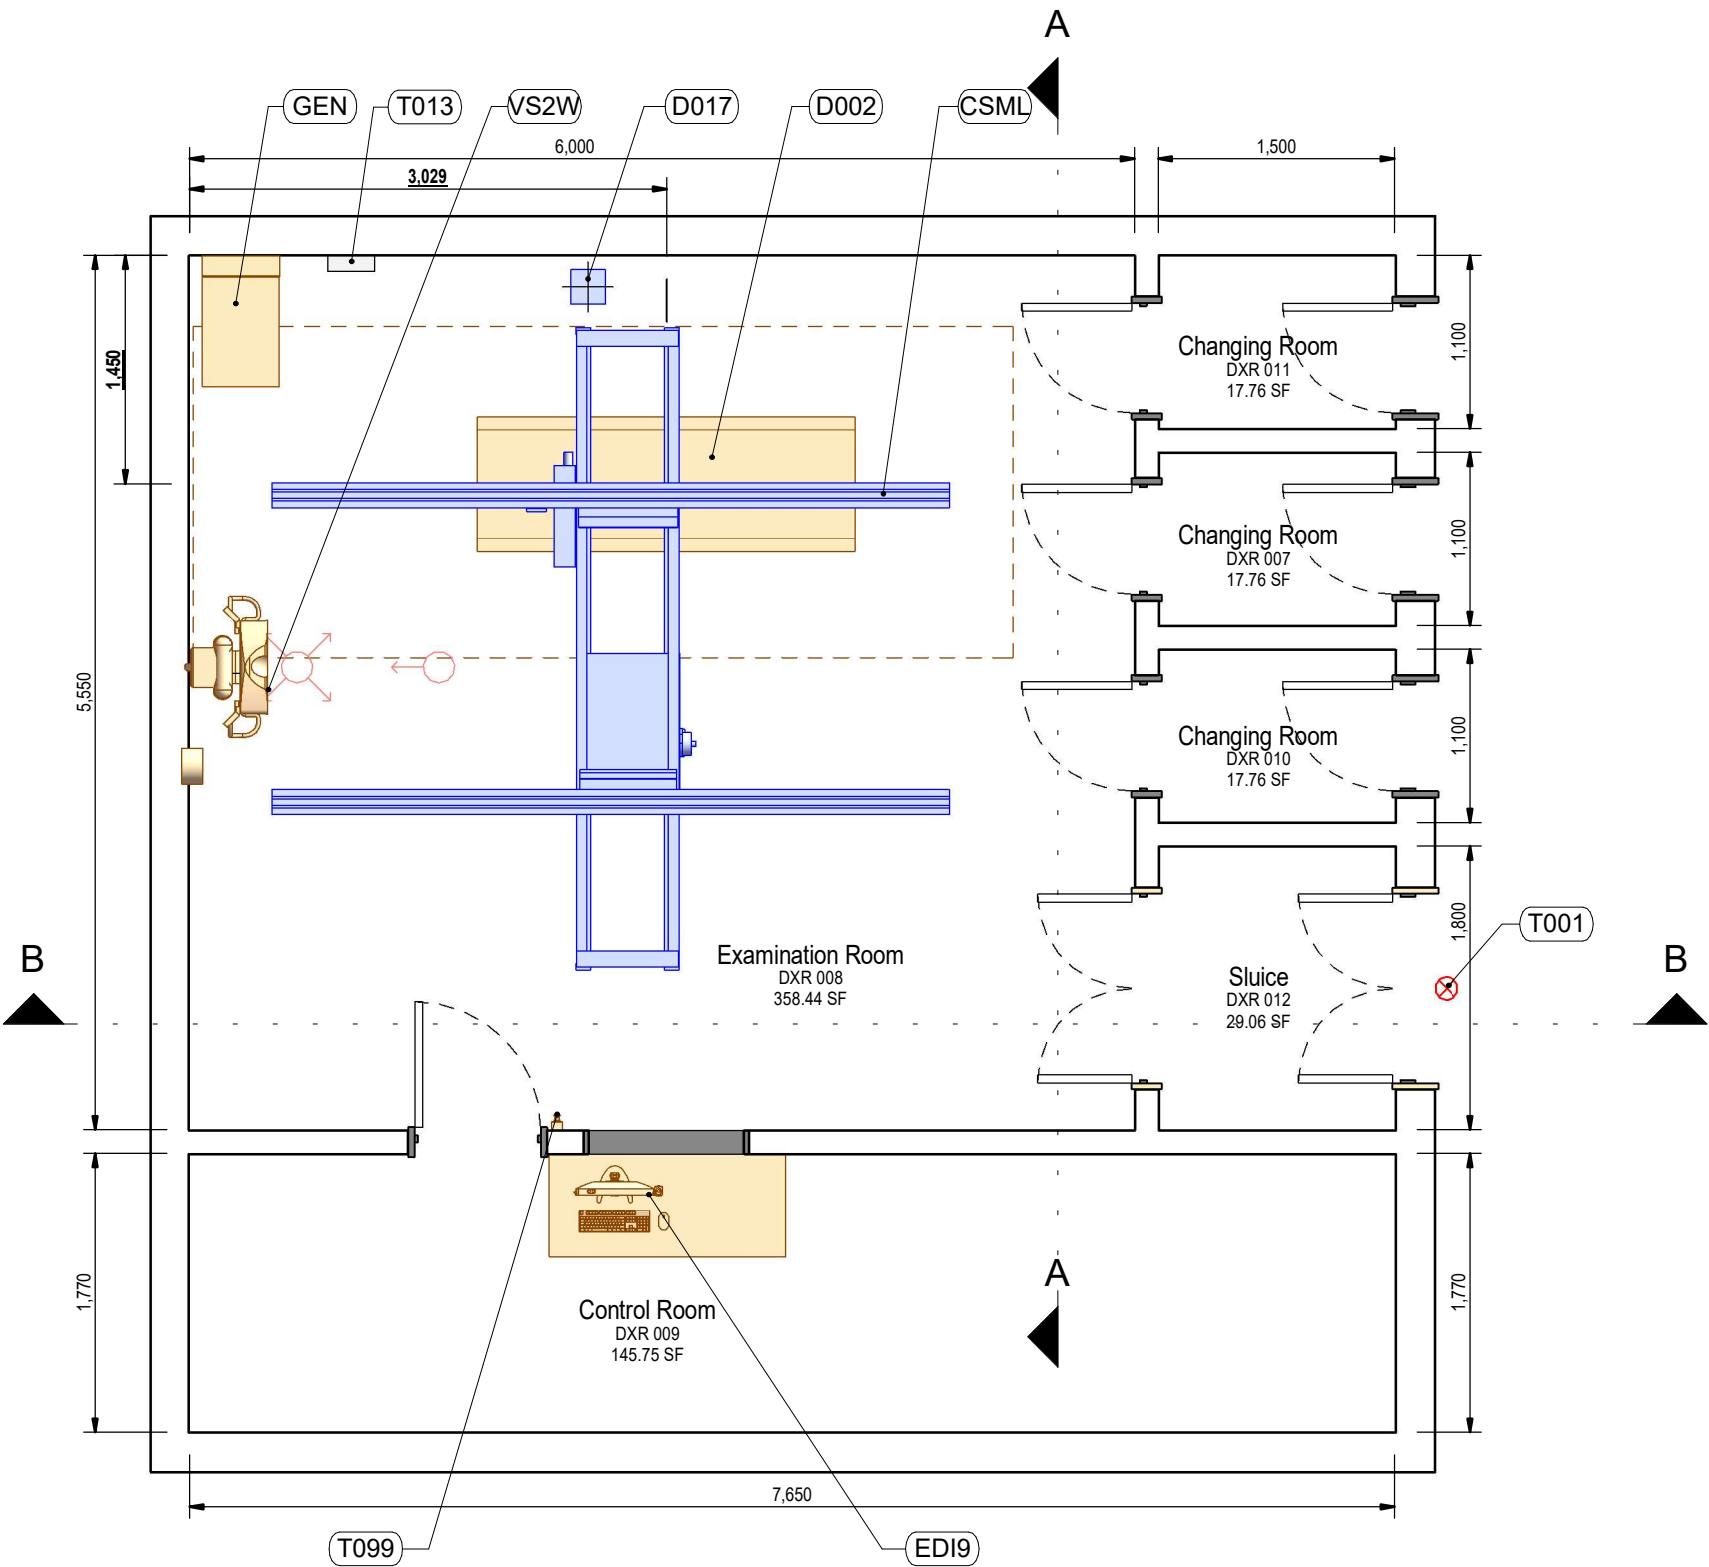 A
GEN
T013
VS2W
D017
D002
CSML
6,000
1,500
3,029
1,450
1,100
Changing Room
DXR 011
17.76 SF
1,100
Changing Room
DXR 007
17.76 SF
5,550
1,100
Changing Room
DXR 010
17.76 SF
1,800
T001
B
Examination Room
DXR 008
358.44 SF
Sluice
DXR 012
29.06 SF
B
A
1,770
Control Room
DXR 009
145.75 SF
1,770
7,650
T099
EDI9